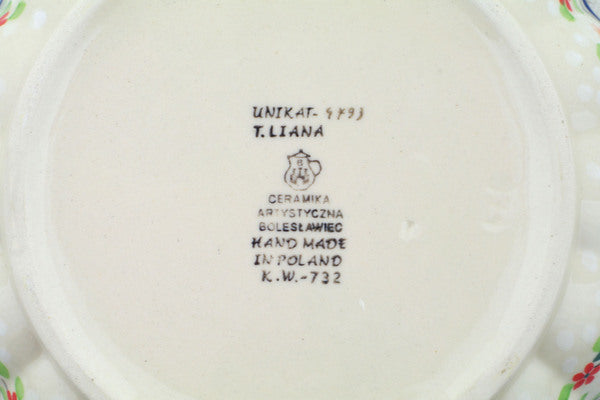 UNIKAT- 4793
T. LIANA
CERAMIKA
ARTYSTYCZNA
BOLESŁAWIEC
HAND MADE
IN POLAND
K.W.-732